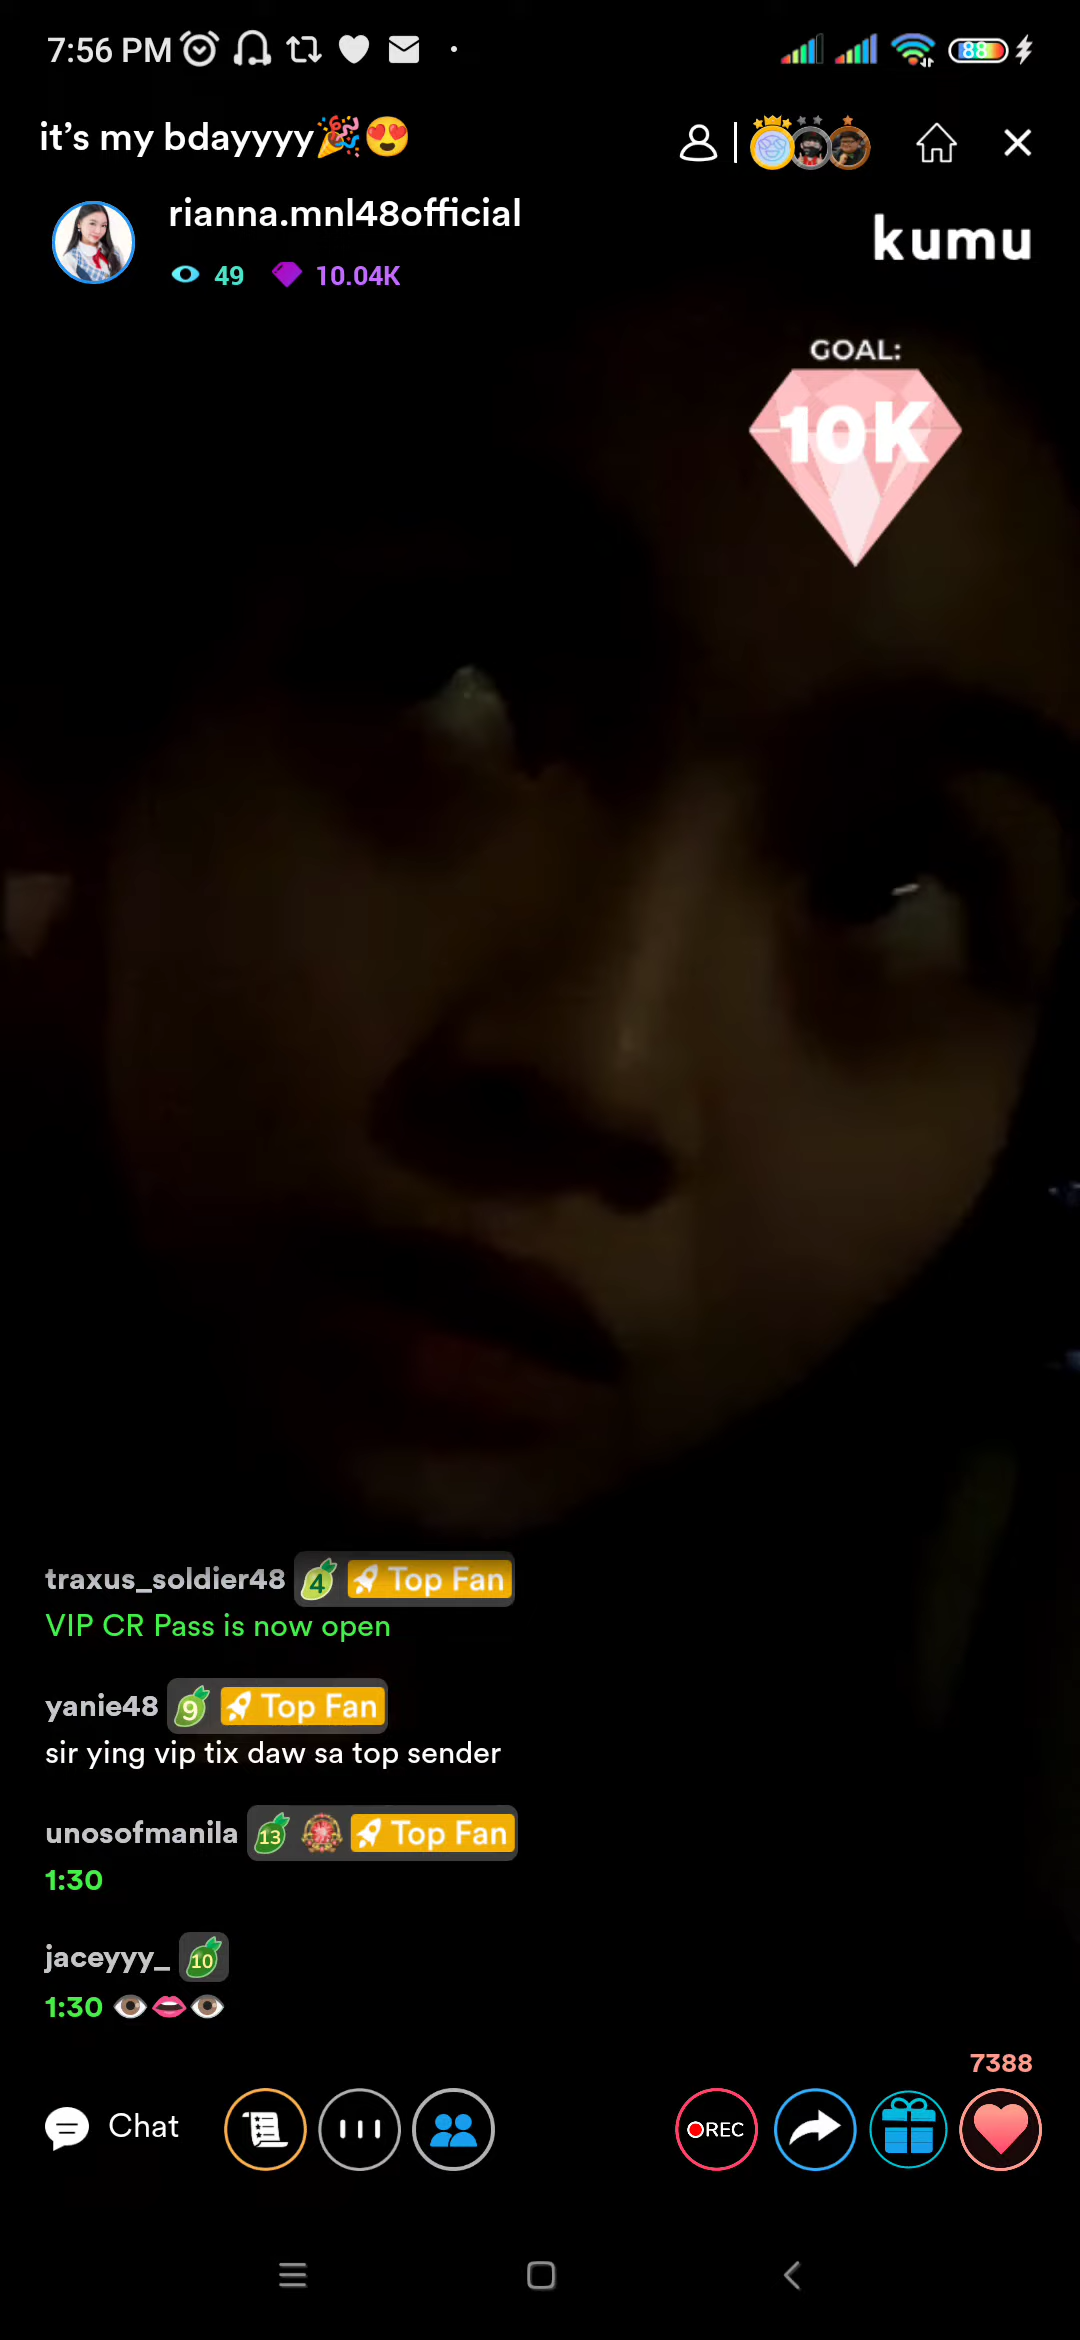 7:56 PM
88
it's my bdayyyy🎉😍
rianna.mnl48official
49 10.04K
kumu
GOAL:
10K
traxus_soldier48 4 Top Fan
VIP CR Pass is now open
yanie48 9 Top Fan
sir ying vip tix daw sa top sender
unosofmanila 13 Top Fan
1:30
jaceyyy_ 10
1:30 👁️👄👁️
7388
Chat
REC